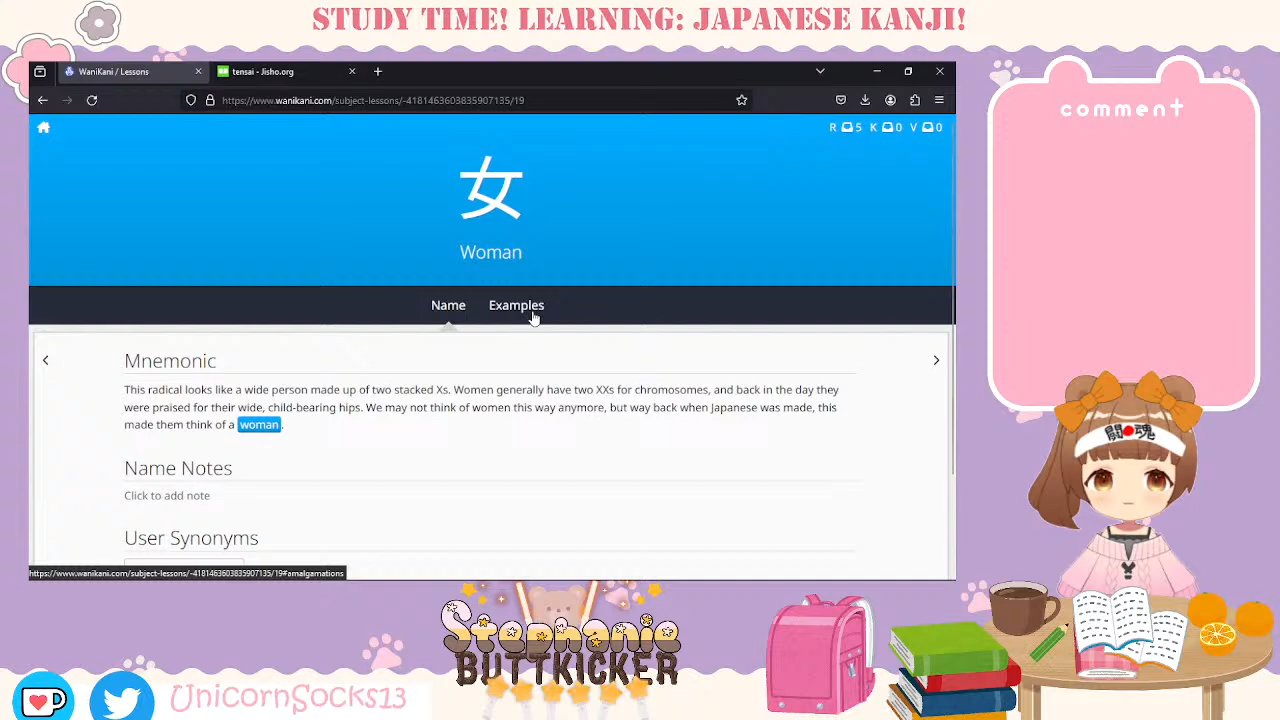 STUDY TIME! LEARNING: JAPANESE KANJI!
WaniKani / Lessons
tensai - Jisho.org
https://www.wanikani.com/subject-lessons/-4181463603835907135/19
R 5 K 0 V 0
女
Woman
Name Examples
Mnemonic
This radical looks like a wide person made up of two stacked Xs. Women generally have two XXs for chromosomes, and back in the day they
were praised for their wide, child-bearing hips. We may not think of women this way anymore, but way back when Japanese was made, this
made them think of a woman.
Name Notes
Click to add note
User Synonyms
https://www.wanikani.com/subject-lessons/-4181463603835907135/19#amalgamations
comment
闘魂
Stephanie
BUTTKICKER
UnicornSocks13